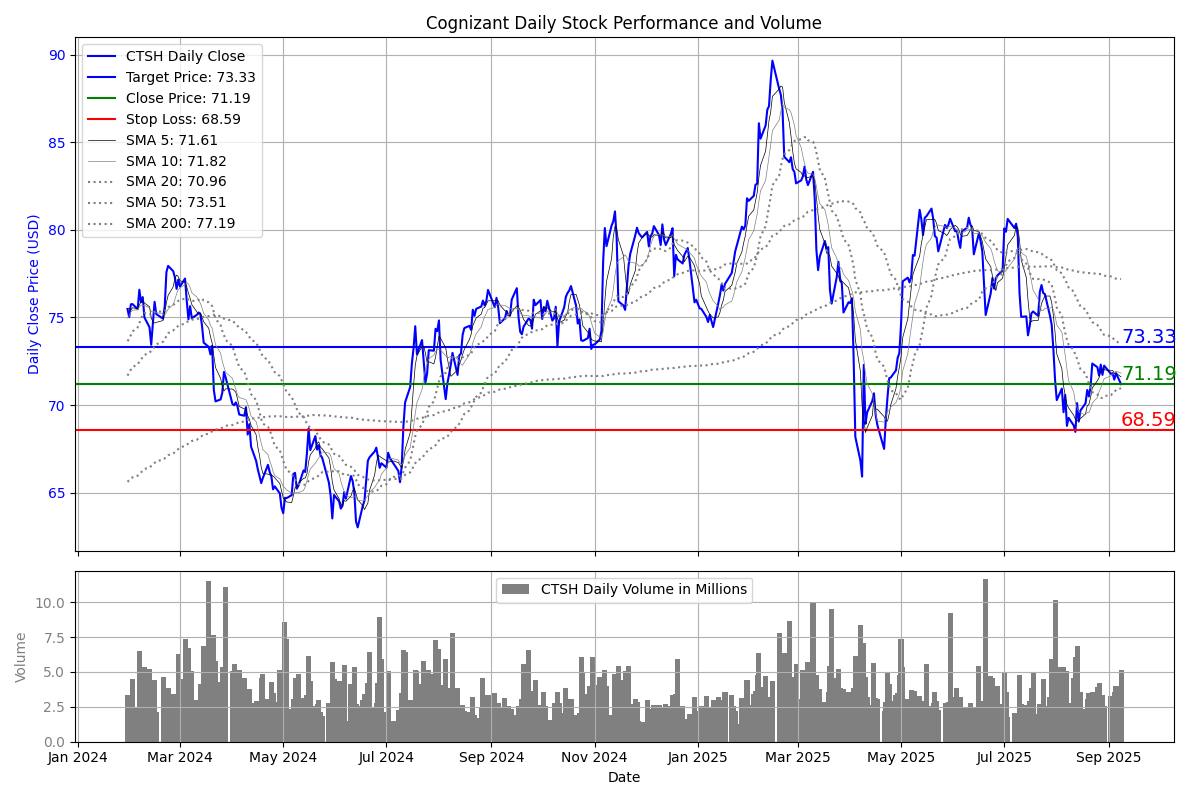 Cognizant Daily Stock Performance and Volume
Daily Close Price (USD)
90
85
80
75
70
65
CTSH Daily Close
Target Price: 73.33
Close Price: 71.19
Stop Loss: 68.59
SMA 5: 71.61
SMA 10: 71.82
SMA 20: 70.96
SMA 50: 73.51
SMA 200: 77.19
73.33
71.19
68.59
Volume
10.0
7.5
5.0
2.5
0.0
CTSH Daily Volume in Millions
Jan 2024 Mar 2024 May 2024 Jul 2024 Sep 2024 Nov 2024 Jan 2025 Mar 2025 May 2025 Jul 2025 Sep 2025
Date